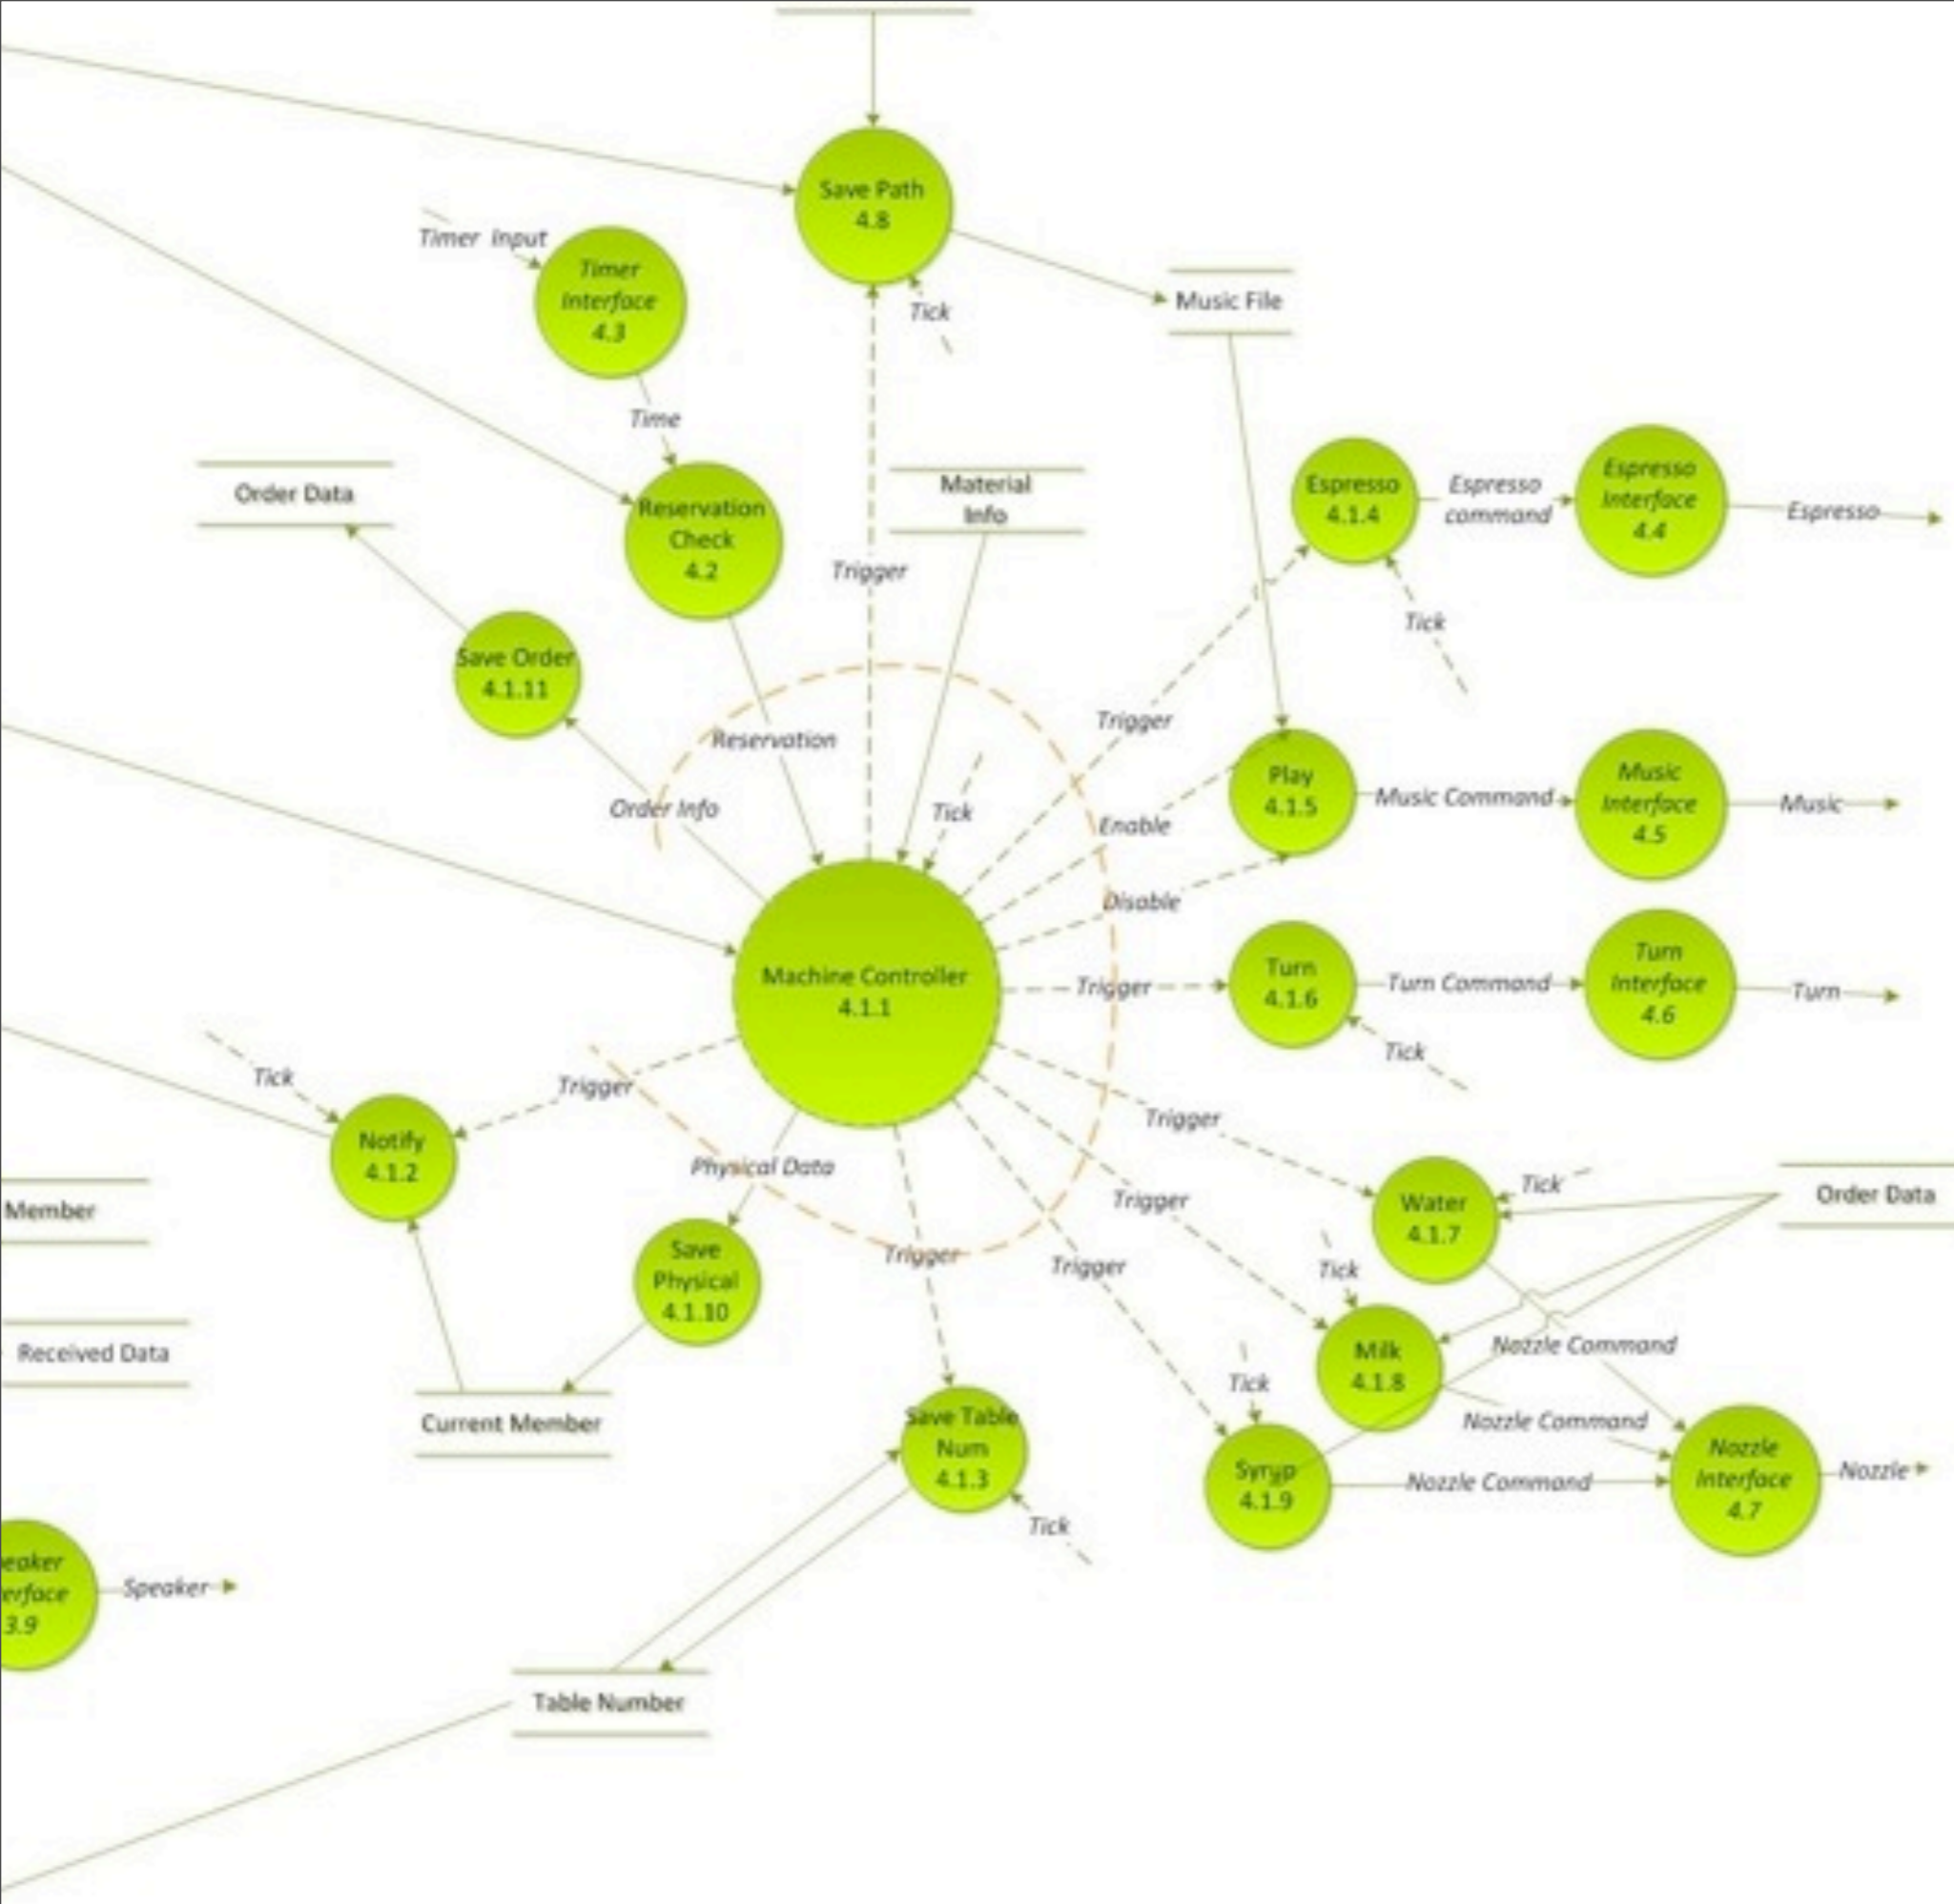 Save Path
4.8
Timer Input
Timer
Interface
4.3
Tick
Music File
Time
Order Data
Reservation
Check
4.2
Material
Info
Espresso
4.1.4
Espresso
command
Espresso
Interface
4.4
Espresso
Trigger
Tick
Save Order
4.1.11
Trigger
Reservation
Order Info
Tick
Enable
Play
4.1.5
Music Command
Music
Interface
4.5
Music
Disable
Machine Controller
4.1.1
Trigger
Turn
4.1.6
Turn Command
Turn
Interface
4.6
Turn
Tick
Tick
Trigger
Notify
4.1.2
Trigger
Physical Data
Trigger
Water
4.1.7
Tick
Order Data
Member
Save
Physical
4.1.10
Trigger
Trigger
Tick
Received Data
Milk
4.1.8
Nozzle Command
Tick
Current Member
Save Table
Num
4.1.3
Nozzle Command
Syryp
4.1.9
Nozzle Command
Nozzle
Interface
4.7
Nozzle
Tick
eaker
erface
3.9
Speaker
Table Number